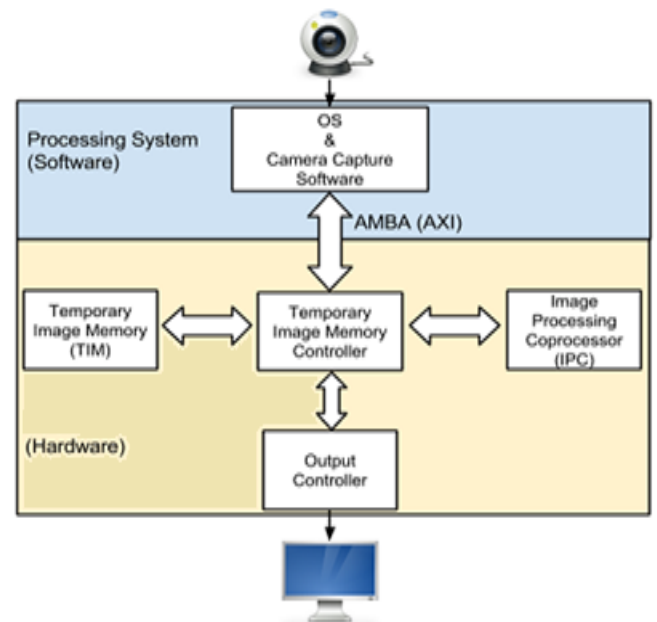 OS
&
Camera Capture
Software
Processing System
(Software)
AMBA (AXI)
Temporary
Image Memory
(TIM)
Temporary
Image Memory
Controller
Image
Processing
Coprocessor
(IPC)
(Hardware)
Output
Controller